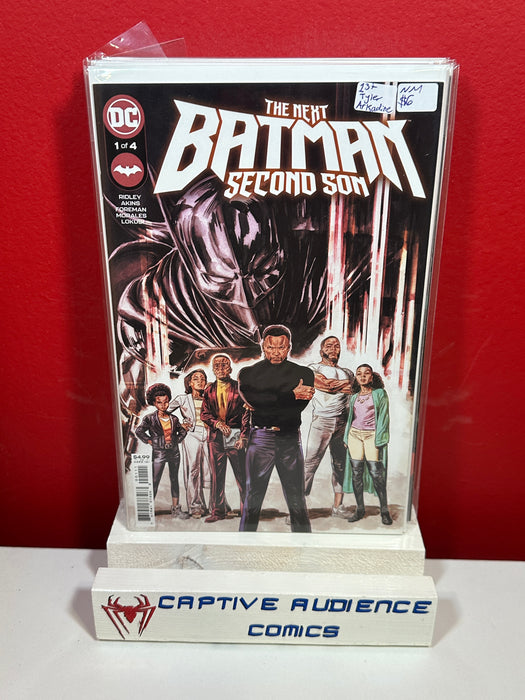 1st
Tyler
Arkadine
NM
$6
DC
1 of 4
THE NEXT
BATMAN
SECOND SON
RIDLEY
AKINS
FOREMAN
MORALES
LOKUS
$4.99
CAPTIVE AUDIENCE
COMICS